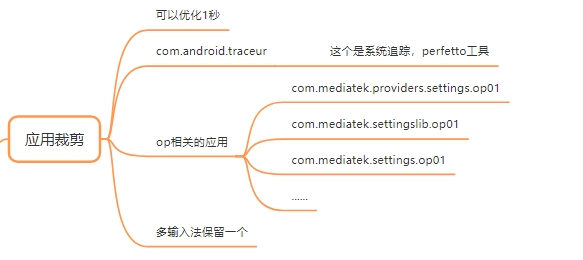 可以优化1秒
com.android.traceur
这个是系统追踪，perfetto工具
com.mediatek.providers.settings.op01
com.mediatek.settingslib.op01
应用裁剪
op相关的应用
com.mediatek.settings.op01
......
多输入法保留一个